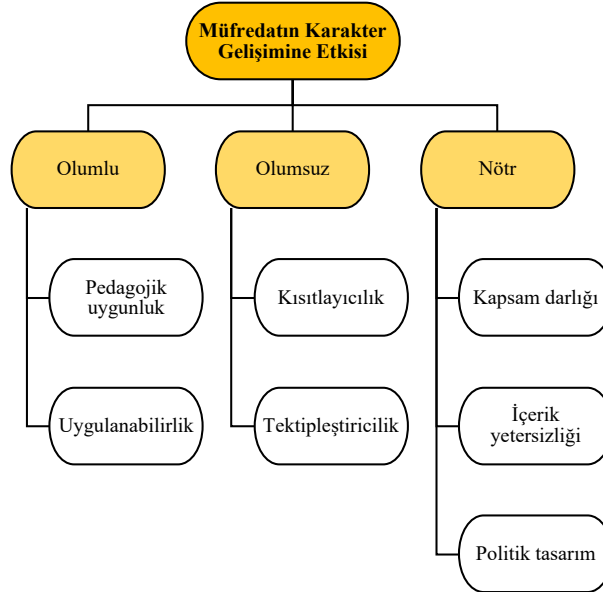 Müfredatın Karakter
Gelişimine Etkisi
Olumlu
Olumsuz
Nötr
Pedagojik
uygunluk
Kısıtlayıcılık
Kapsam darlığı
Uygulanabilirlik
Tektipleştiricilik
İçerik
yetersizliği
Politik tasarım